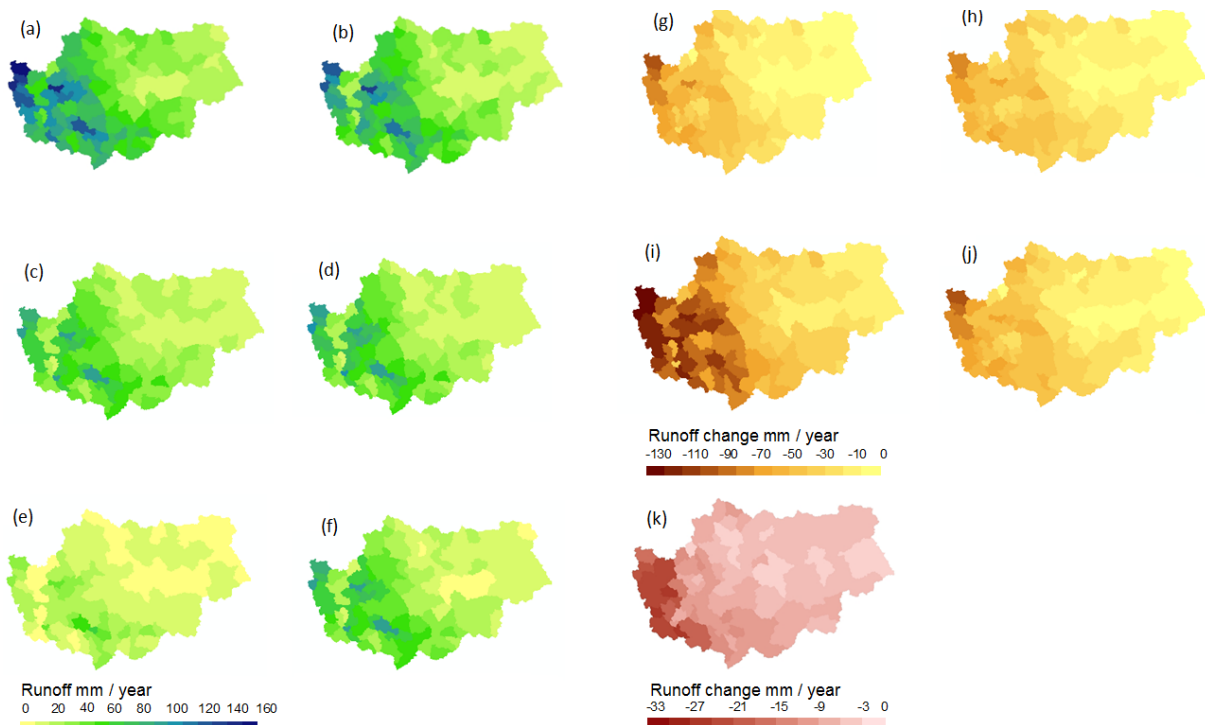 (a) (b) (g) (h)
(c) (d) (i) (j)
Runoff change mm / year
-130 -110 -90 -70 -50 -30 -10 0
(e) (f) (k)
Runoff mm / year
0 20 40 60 80 100 120 140 160
Runoff change mm / year
-33 -27 -21 -15 -9 -3 0